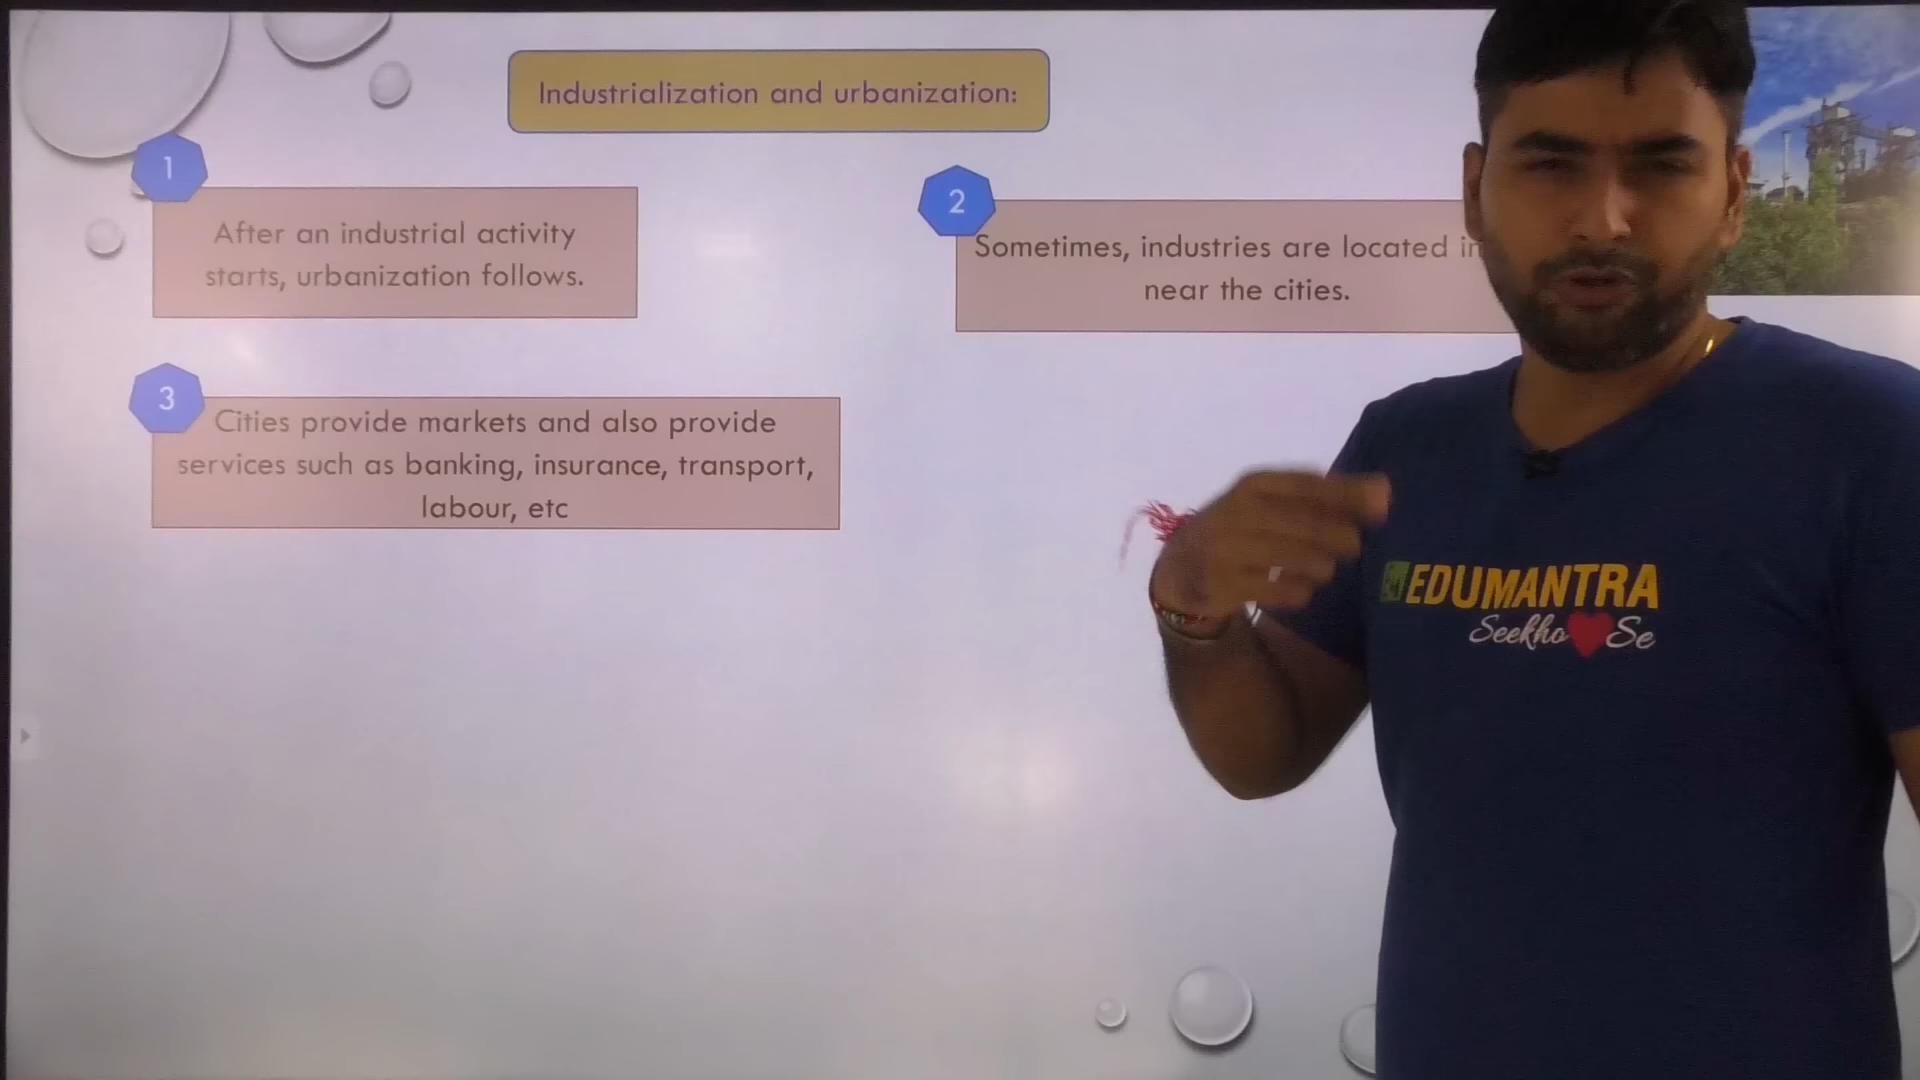 Industrialization and urbanization:
1
After an industrial activity
starts, urbanization follows.
2
Sometimes, industries are located in
near the cities.
3
Cities provide markets and also provide
services such as banking, insurance, transport,
labour, etc
EDUMANTRA
Seekho Se